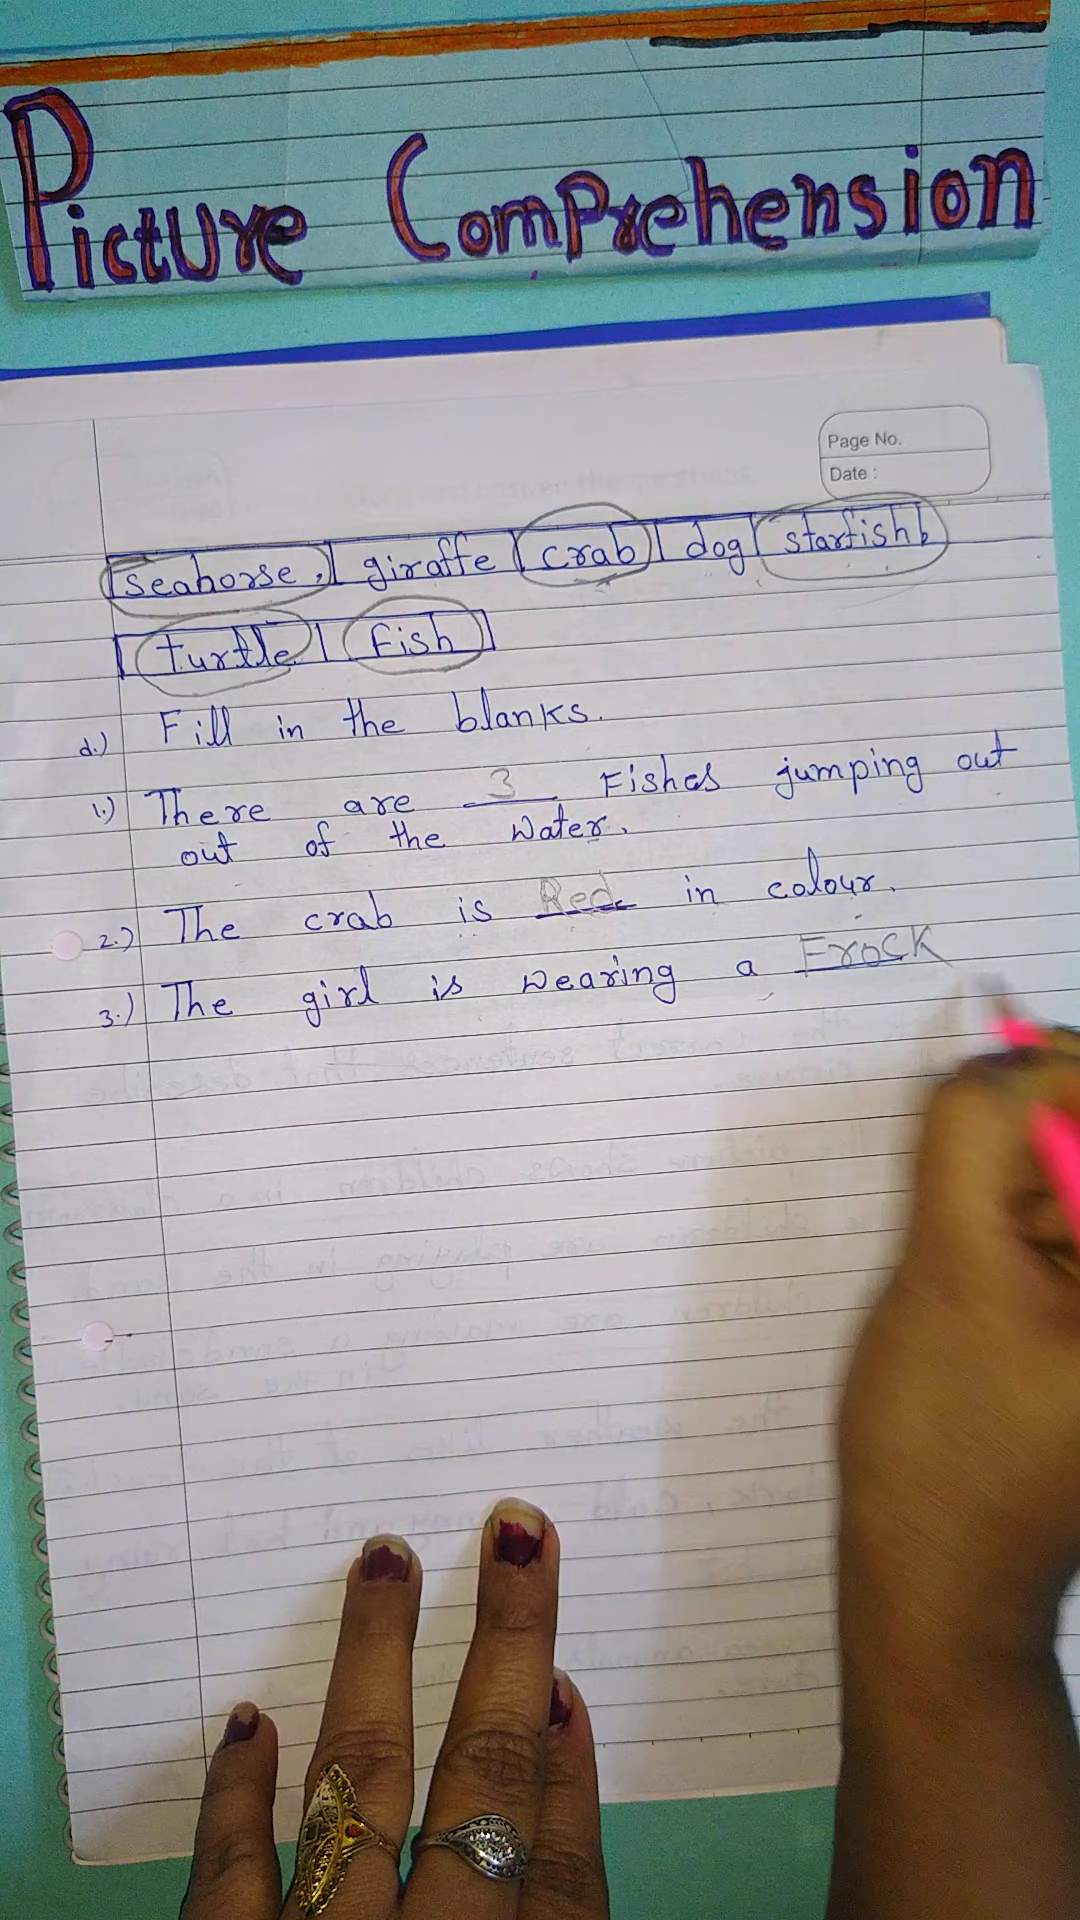 Picture Comprehension
Page No.
Date :
seahorse, giraffe crab dog starfish
turtle fish
d.) Fill in the blanks.
1.) There are 3 Fishes jumping out
out of the water.
2.) The crab is Red in colour.
3.) The girl is wearing a Frock